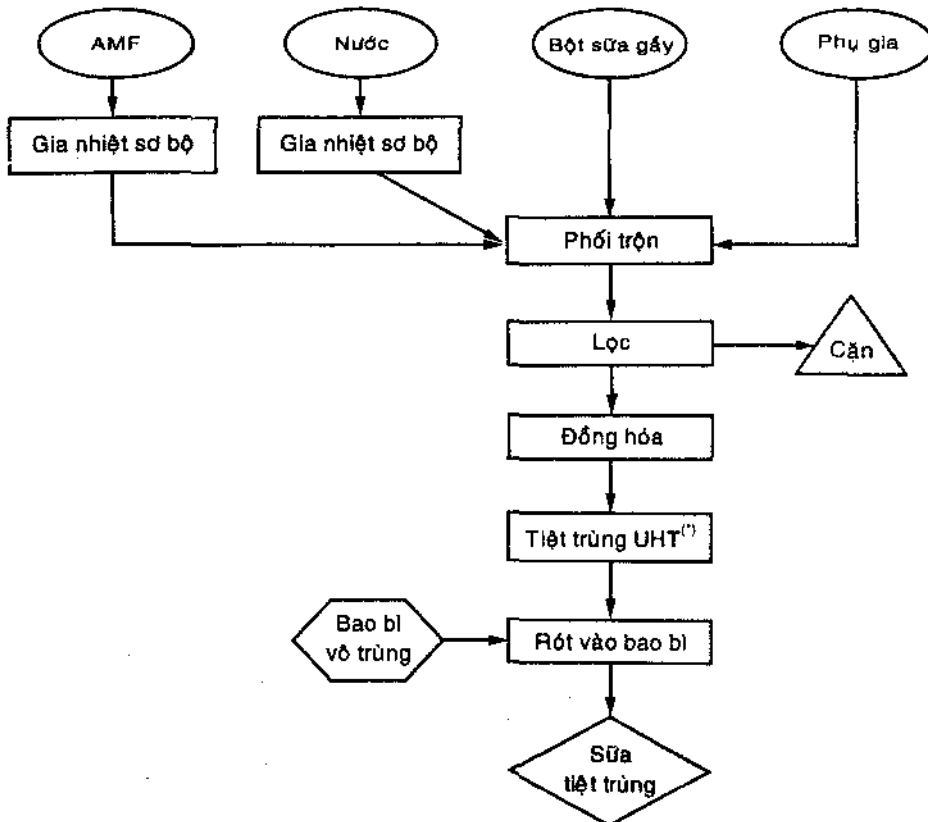 AMF
Nước
Bột sữa gầy
Phụ gia
Gia nhiệt sơ bộ
Gia nhiệt sơ bộ
Phối trộn
Lọc
Cặn
Đồng hóa
Tiệt trùng UHT(*)
Bao bì
vô trùng
Rót vào bao bì
Sữa
tiệt trùng